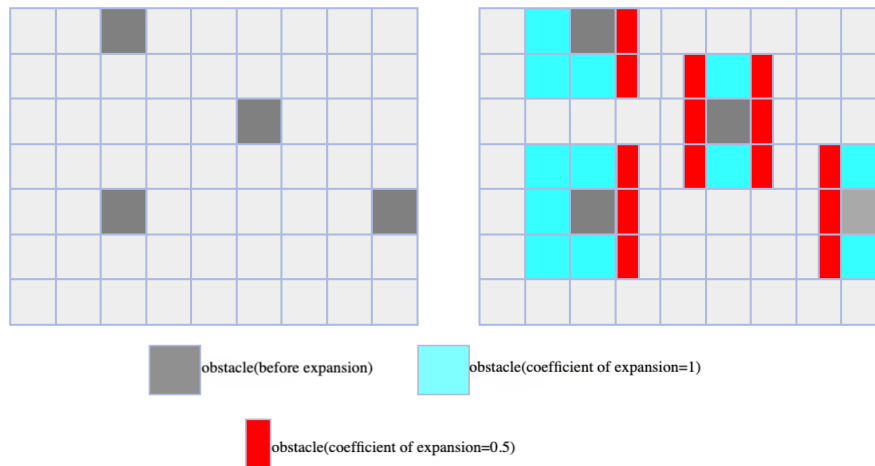 obstacle(before expansion)
obstacle(coefficient of expansion=1)
obstacle(coefficient of expansion=0.5)